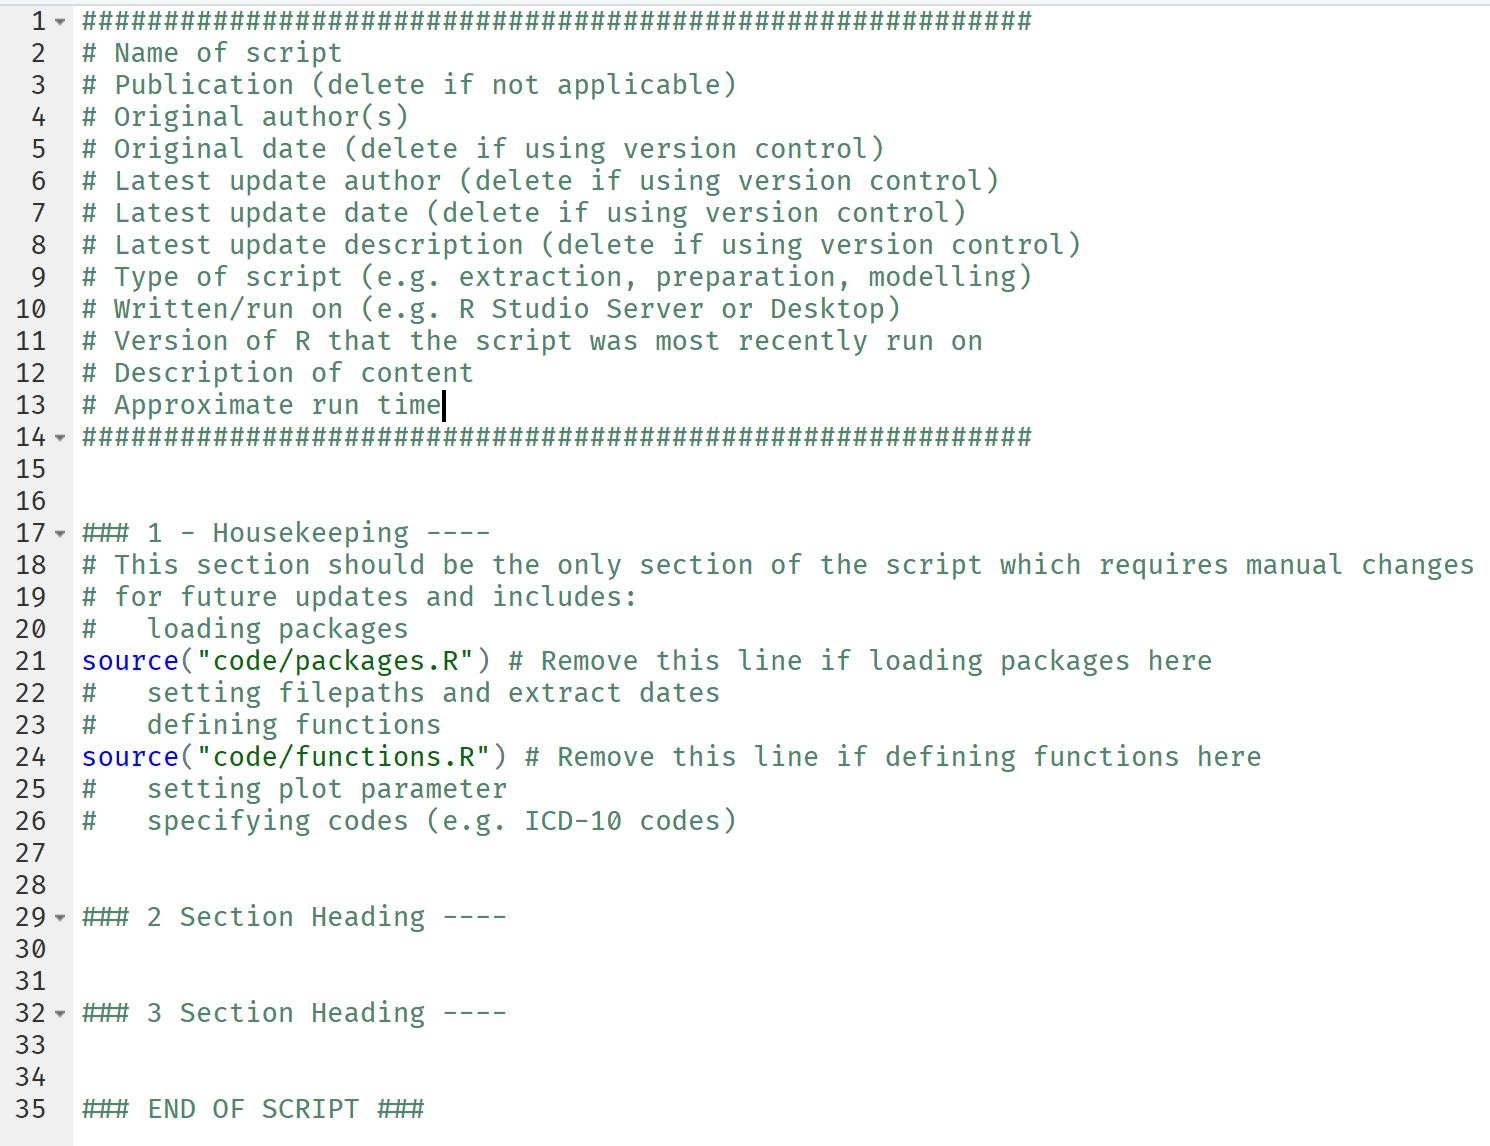 1 ##########################################################
2 # Name of script
3 # Publication (delete if not applicable)
4 # Original author(s)
5 # Original date (delete if using version control)
6 # Latest update author (delete if using version control)
7 # Latest update date (delete if using version control)
8 # Latest update description (delete if using version control)
9 # Type of script (e.g. extraction, preparation, modelling)
10 # Written/run on (e.g. R Studio Server or Desktop)
11 # Version of R that the script was most recently run on
12 # Description of content
13 # Approximate run time
14 ##########################################################
15
16
17 ### 1 - Housekeeping ----
18 # This section should be the only section of the script which requires manual changes
19 # for future updates and includes:
20 #   loading packages
21 source("code/packages.R") # Remove this line if loading packages here
22 #   setting filepaths and extract dates
23 #   defining functions
24 source("code/functions.R") # Remove this line if defining functions here
25 #   setting plot parameter
26 #   specifying codes (e.g. ICD-10 codes)
27
28
29 ### 2 Section Heading ----
30
31
32 ### 3 Section Heading ----
33
34
35 ### END OF SCRIPT ###